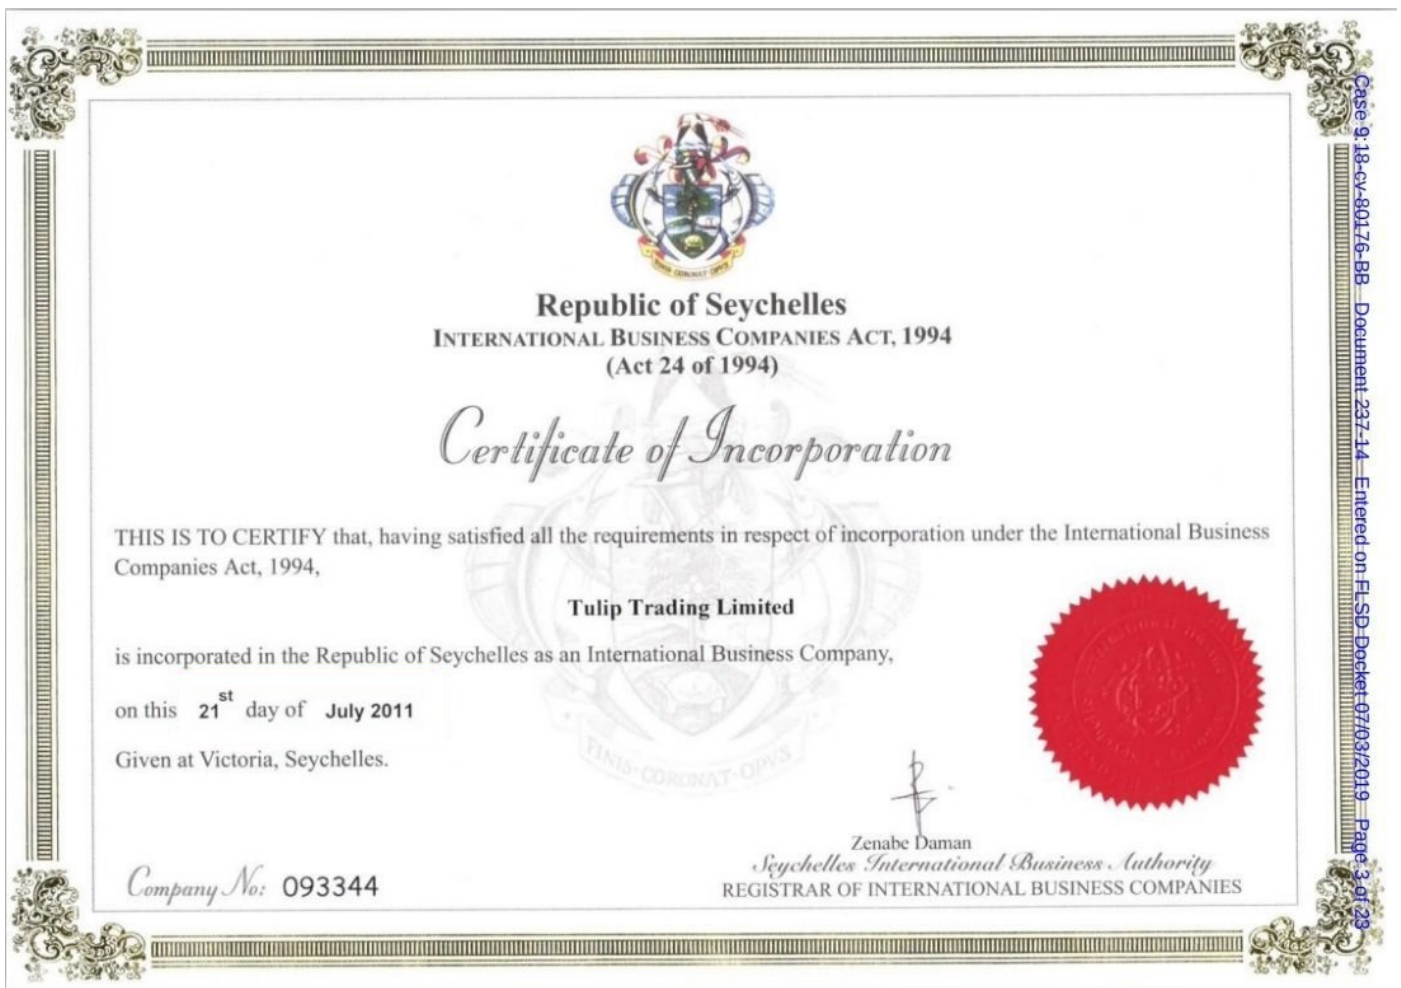 FINIS CORONAT OPVS
Republic of Seychelles
INTERNATIONAL BUSINESS COMPANIES ACT, 1994
(Act 24 of 1994)
Certificate of Incorporation
THIS IS TO CERTIFY that, having satisfied all the requirements in respect of incorporation under the International Business
Companies Act, 1994,
Tulip Trading Limited
is incorporated in the Republic of Seychelles as an International Business Company,
on this 21st day of July 2011
Given at Victoria, Seychelles.
FINIS·CORONAT·OPVS
Zenabe Daman
Seychelles International Business Authority
REGISTRAR OF INTERNATIONAL BUSINESS COMPANIES
Company No: 093344
Case 9:18-cv-80176-BB Document 237-14 Entered on FLSD Docket 07/03/2019 Page 3 of 23